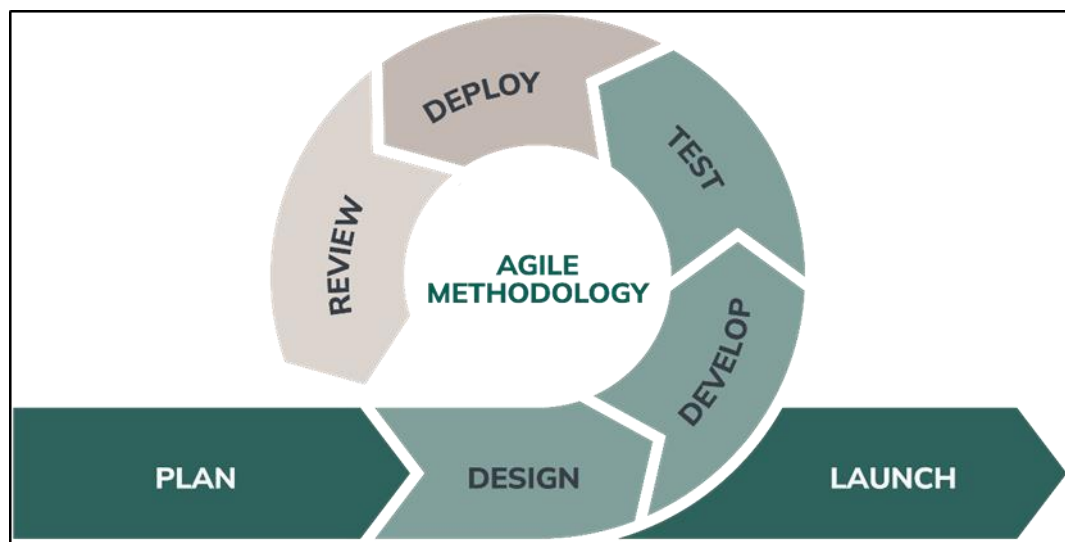 PLAN
DESIGN
DEVELOP
TEST
DEPLOY
REVIEW
LAUNCH
AGILE
METHODOLOGY